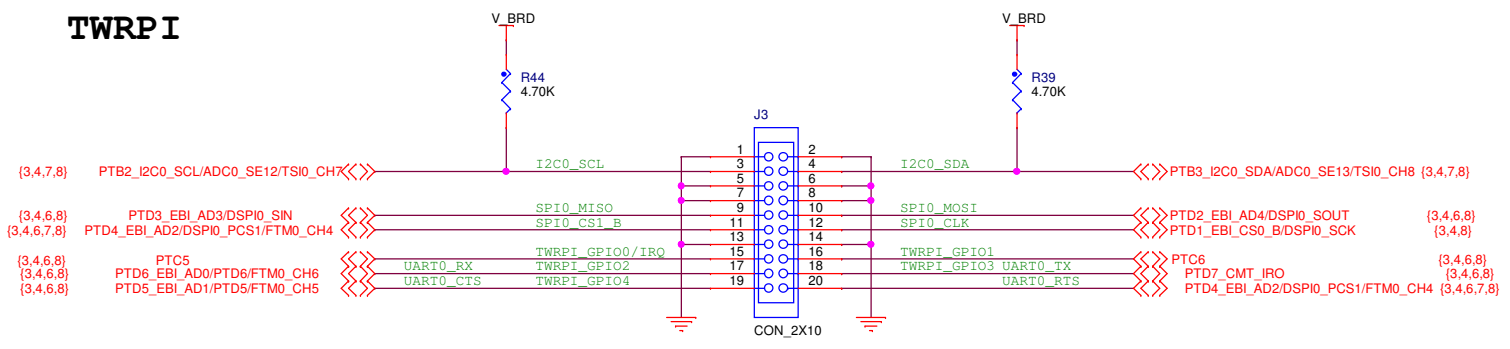 TWRPI
V_BRD V_BRD
R44 R39
4.70K 4.70K
J3
1 2
{3,4,7,8} PTB2_I2C0_SCL/ADC0_SE12/TSI0_CH7 I2C0_SCL 3 4 I2C0_SDA PTB3_I2C0_SDA/ADC0_SE13/TSI0_CH8 {3,4,7,8}
5 6
7 8
{3,4,6,8} PTD3_EBI_AD3/DSPI0_SIN SPI0_MISO 9 10 SPI0_MOSI PTD2_EBI_AD4/DSPI0_SOUT {3,4,6,8}
{3,4,6,7,8} PTD4_EBI_AD2/DSPI0_PCS1/FTM0_CH4 SPI0_CS1_B 11 12 SPI0_CLK PTD1_EBI_CS0_B/DSPI0_SCK {3,4,8}
13 14
{3,4,6,8} PTC5 TWRPI_GPIO0/IRQ 15 16 TWRPI_GPIO1 PTC6 {3,4,6,8}
{3,4,6,8} PTD6_EBI_AD0/PTD6/FTM0_CH6 UART0_RX TWRPI_GPIO2 17 18 TWRPI_GPIO3 UART0_TX PTD7_CMT_IRO {3,4,6,8}
{3,4,6,8} PTD5_EBI_AD1/PTD5/FTM0_CH5 UART0_CTS TWRPI_GPIO4 19 20 UART0_RTS PTD4_EBI_AD2/DSPI0_PCS1/FTM0_CH4 {3,4,6,7,8}
CON_2X10